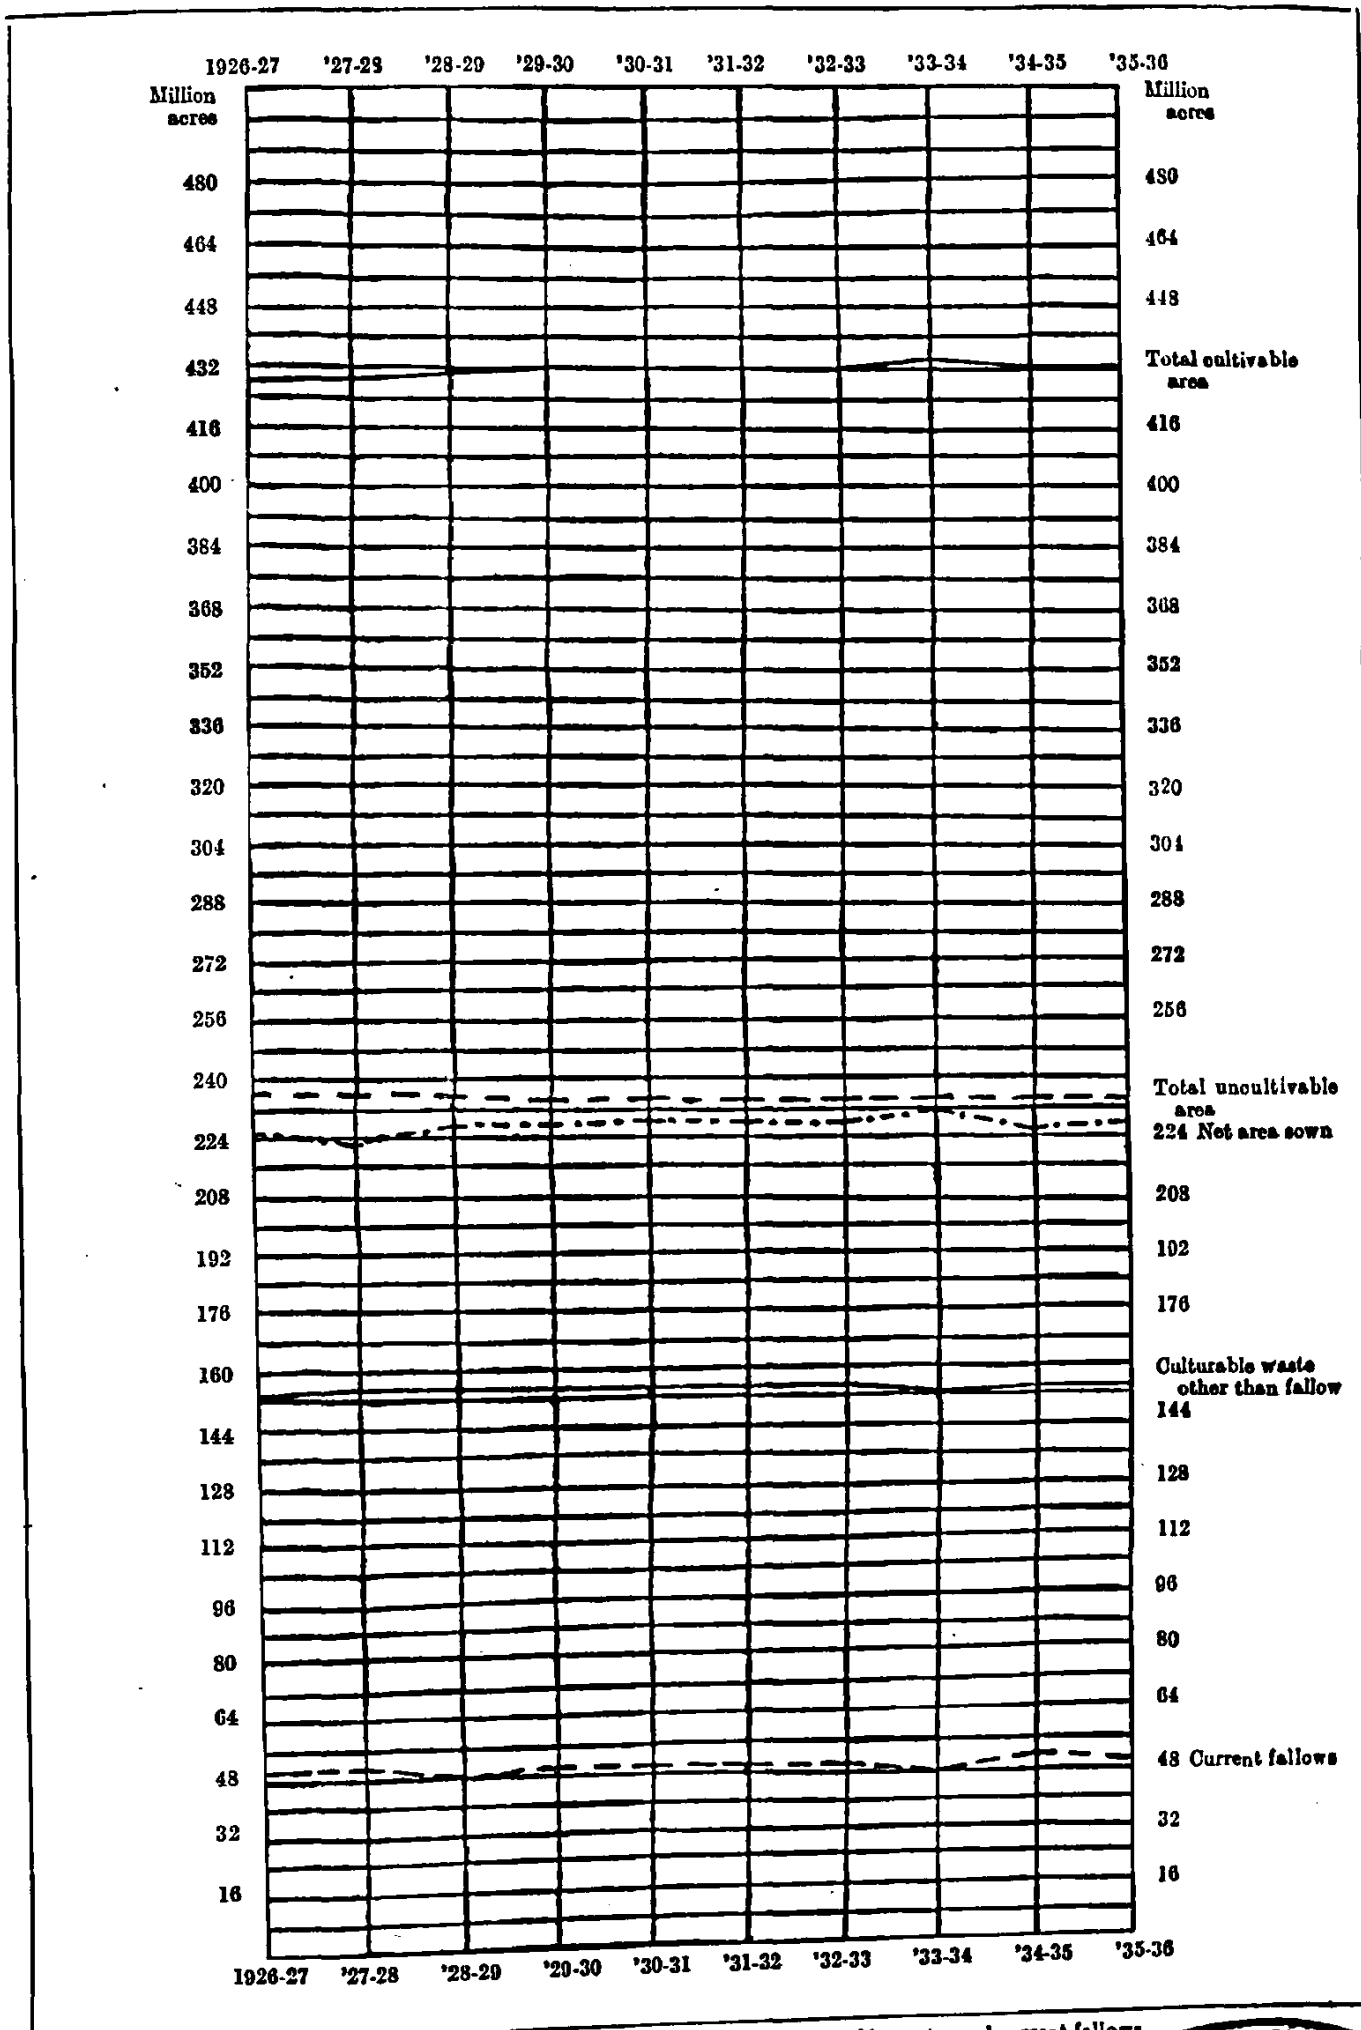 1926-27 '27-28 '28-29 '29-30 '30-31 '31-32 '32-33 '33-34 '34-35 '35-36
Million acres Million acres
480 480
464 464
448 448
432 Total cultivable area
416 416
400 400
384 384
368 368
352 352
336 336
320 320
304 304
288 288
272 272
256 256
240 Total uncultivable area
224 224 Net area sown
208 208
192 192
176 176
160 Culturable waste other than fallow
144 144
128 128
112 112
96 96
80 80
64 64
48 48 Current fallows
32 32
16 16
1926-27 '27-28 '28-29 '29-30 '30-31 '31-32 '32-33 '33-34 '34-35 '35-36
fallows